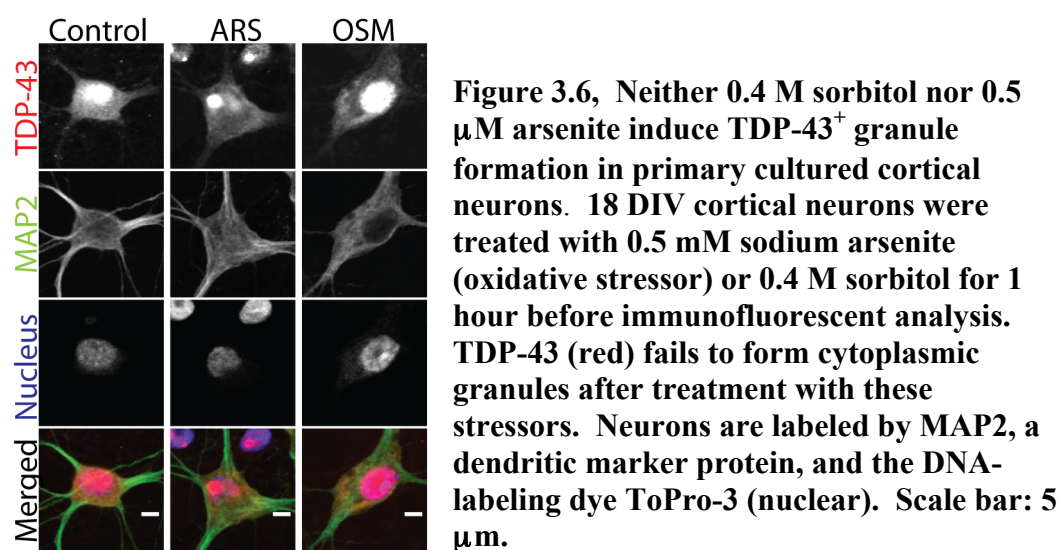 Control ARS OSM
TDP-43
MAP2
Nucleus
Merged
Figure 3.6, Neither 0.4 M sorbitol nor 0.5
μM arsenite induce TDP-43+ granule
formation in primary cultured cortical
neurons. 18 DIV cortical neurons were
treated with 0.5 mM sodium arsenite
(oxidative stressor) or 0.4 M sorbitol for 1
hour before immunofluorescent analysis.
TDP-43 (red) fails to form cytoplasmic
granules after treatment with these
stressors. Neurons are labeled by MAP2, a
dendritic marker protein, and the DNA-
labeling dye ToPro-3 (nuclear). Scale bar: 5
μm.